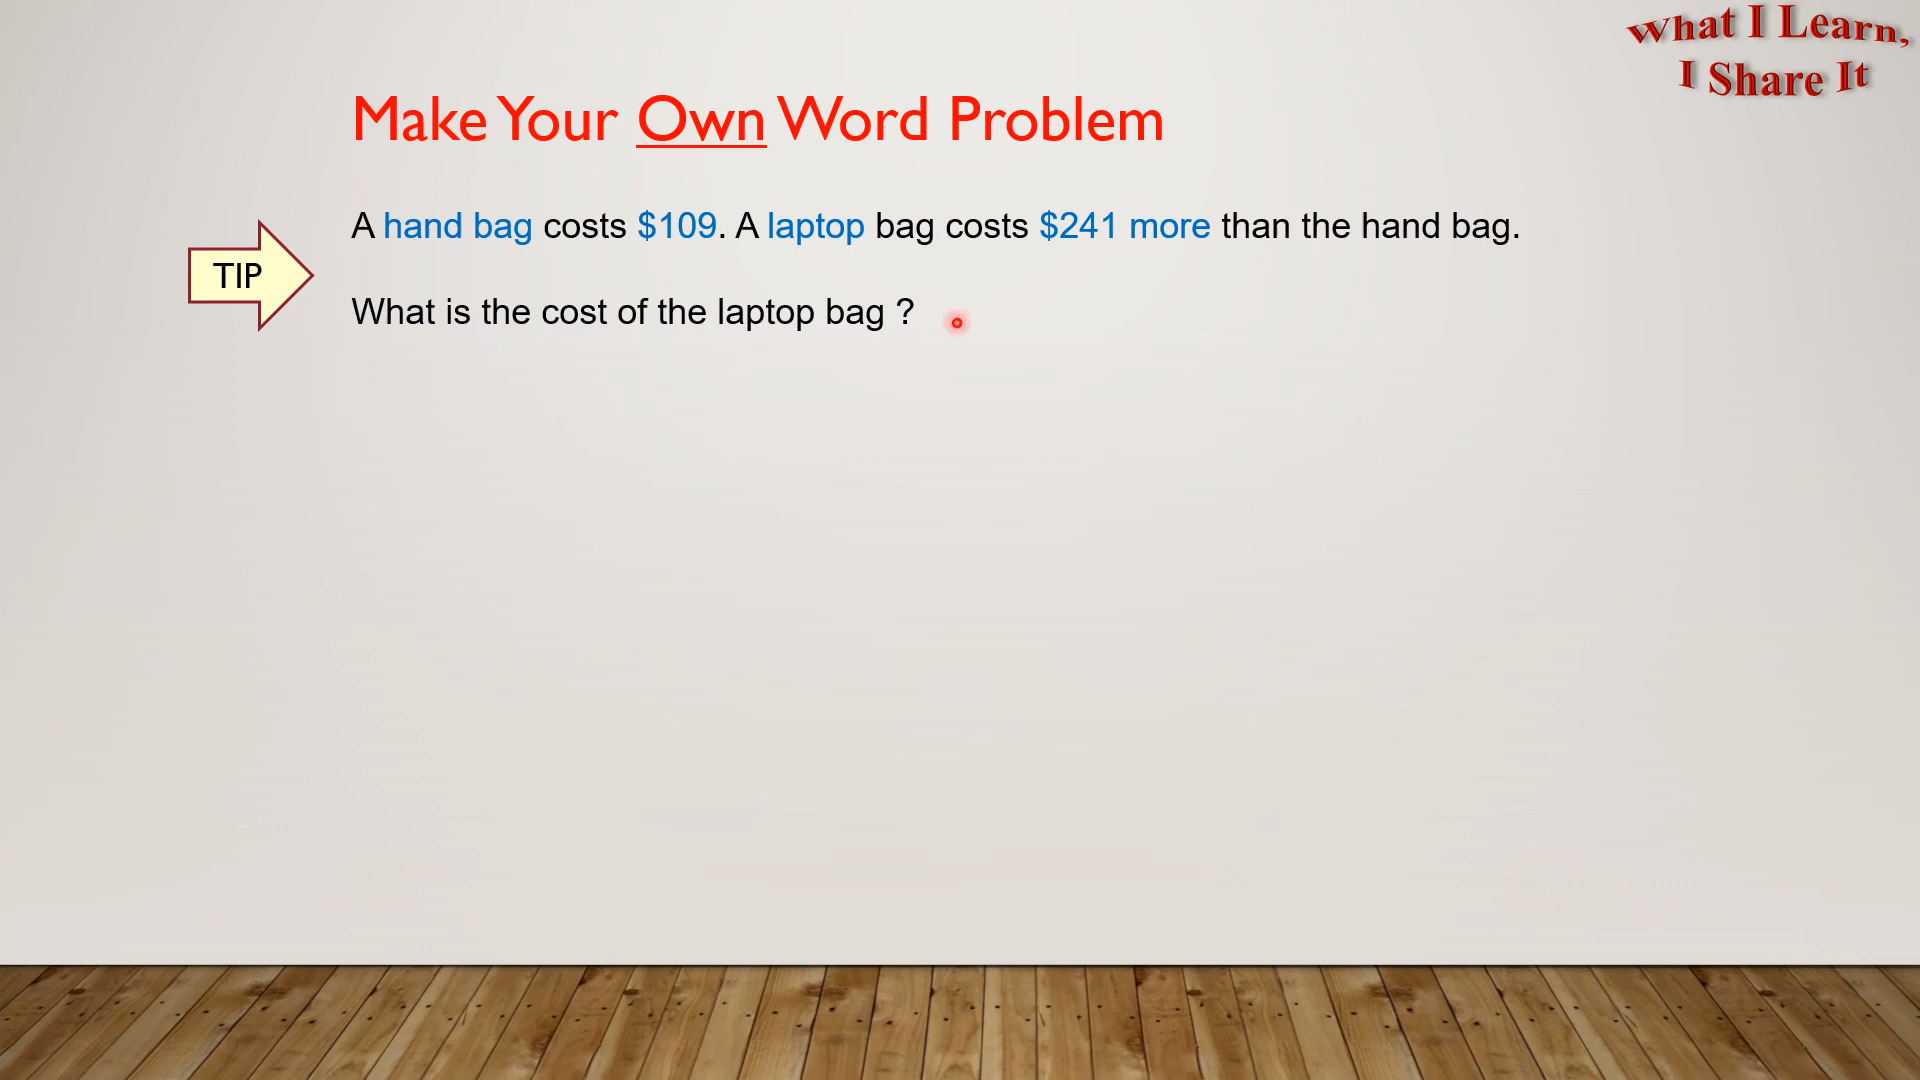 What I Learn,
I Share It
Make Your Own Word Problem
A hand bag costs $109. A laptop bag costs $241 more than the hand bag.
TIP
What is the cost of the laptop bag ?